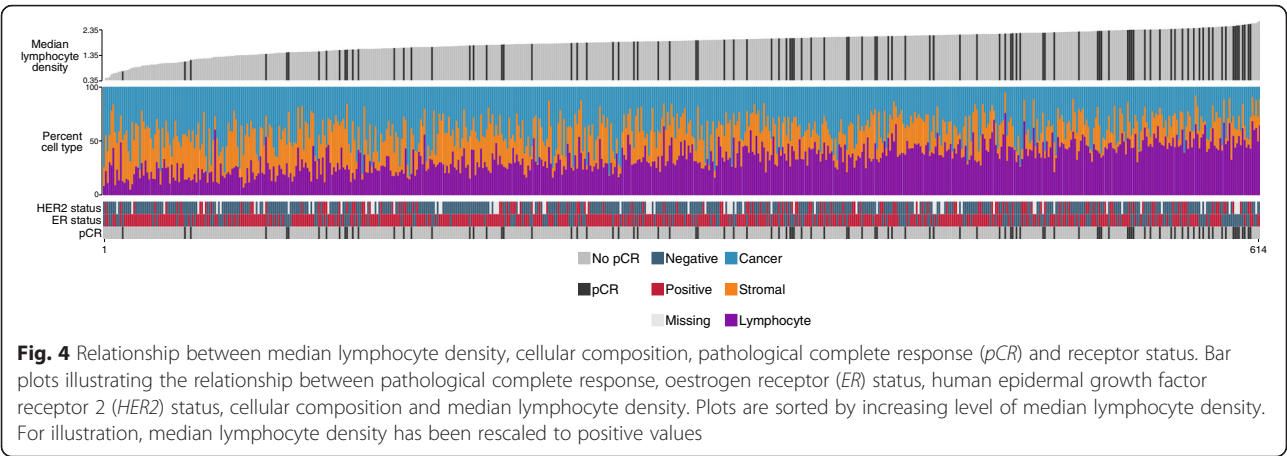 Median
lymphocyte
density
2.35
1.35
0.35
Percent
cell type
100
50
0
HER2 status
ER status
pCR
1
614
No pCR Negative Cancer
pCR Positive Stromal
Missing Lymphocyte
Fig. 4 Relationship between median lymphocyte density, cellular composition, pathological complete response (pCR) and receptor status. Bar
plots illustrating the relationship between pathological complete response, oestrogen receptor (ER) status, human epidermal growth factor
receptor 2 (HER2) status, cellular composition and median lymphocyte density. Plots are sorted by increasing level of median lymphocyte density.
For illustration, median lymphocyte density has been rescaled to positive values